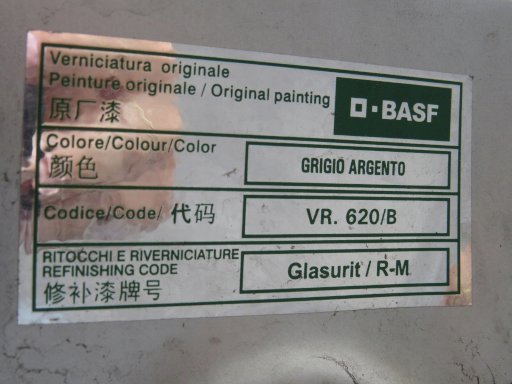 Verniciatura originale
Peinture originale / Original painting
原厂漆
BASF
Colore/Colour/Color
颜色
GRIGIO ARGENTO
Codice/Code/ 代码
VR. 620/B
RITOCCHI E RIVERNICIATURE
REFINISHING CODE
修补漆牌号
Glasurit / R-M